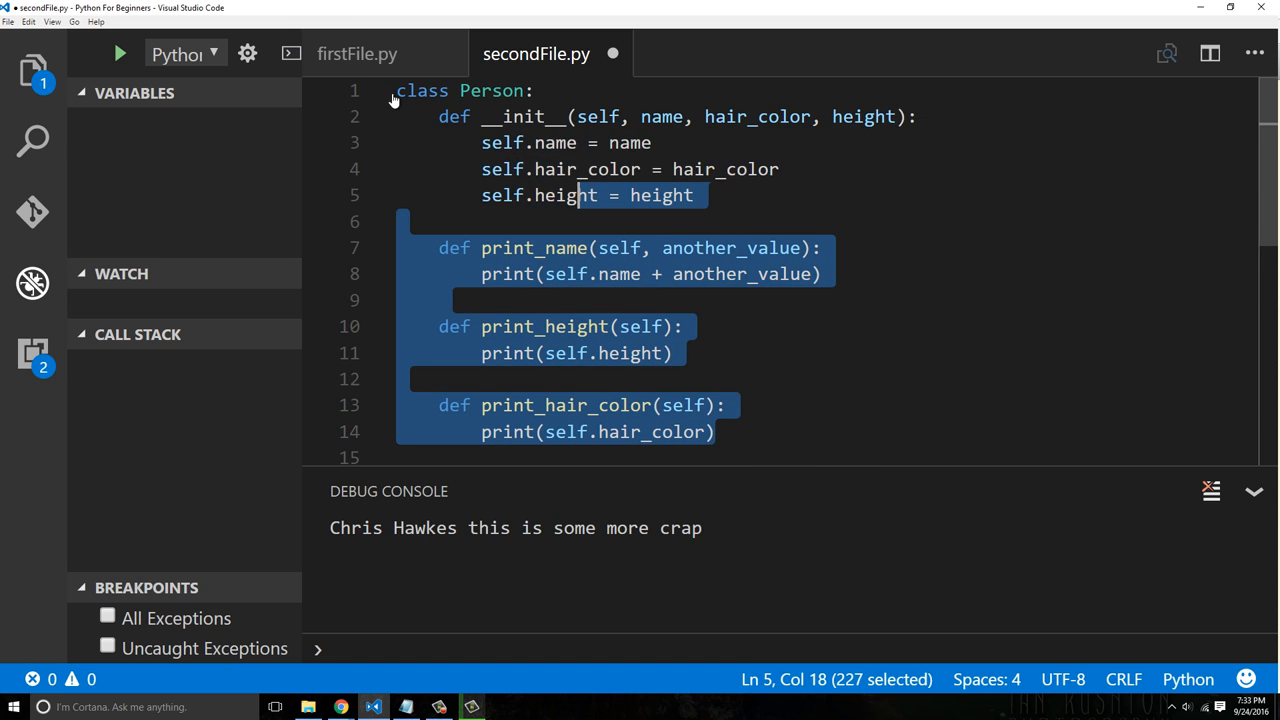 secondFile.py - Python For Beginners - Visual Studio Code
File Edit View Go Help
Pythor
firstFile.py
secondFile.py
VARIABLES
WATCH
CALL STACK
BREAKPOINTS
All Exceptions
Uncaught Exceptions
1
2
1 class Person:
2 def __init__(self, name, hair_color, height):
3 self.name = name
4 self.hair_color = hair_color
5 self.height = height
6
7 def print_name(self, another_value):
8 print(self.name + another_value)
9
10 def print_height(self):
11 print(self.height)
12
13 def print_hair_color(self):
14 print(self.hair_color)
15
DEBUG CONSOLE
Chris Hawkes this is some more crap
0 0 Ln 5, Col 18 (227 selected) Spaces: 4 UTF-8 CRLF Python
I'm Cortana. Ask me anything.
IAN RUSHTON
7:33 PM
9/24/2016